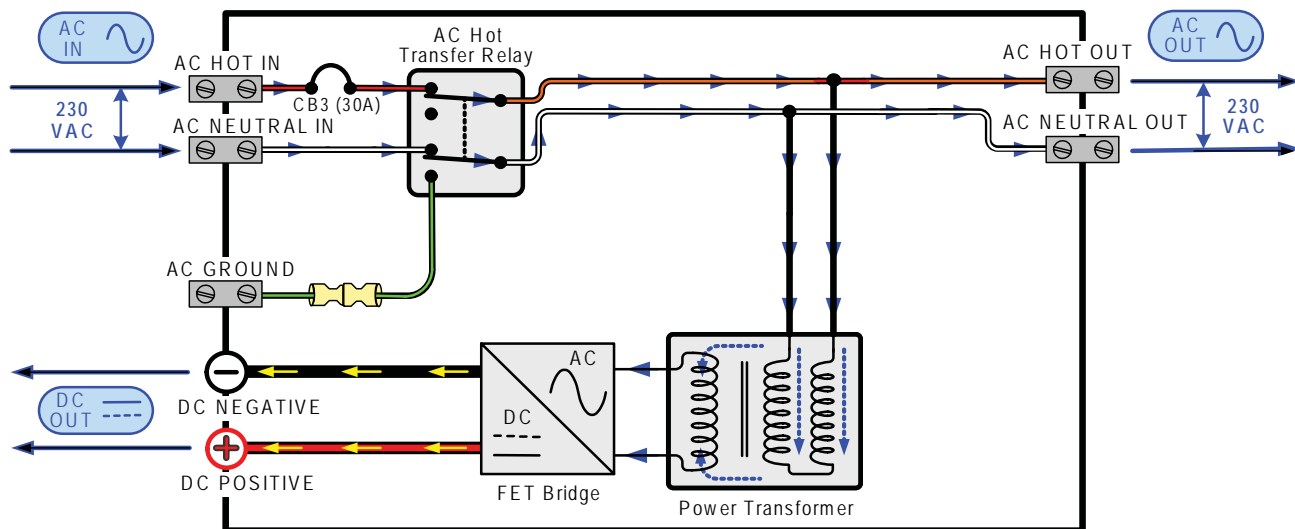 AC
IN
AC HOT IN
230
VAC
CB3 (30A)
AC NEUTRAL IN
AC Hot
Transfer Relay
AC HOT OUT
AC
OUT
230
VAC
AC NEUTRAL OUT
AC GROUND
DC NEGATIVE
DC
OUT
DC POSITIVE
AC
DC
FET Bridge
Power Transformer